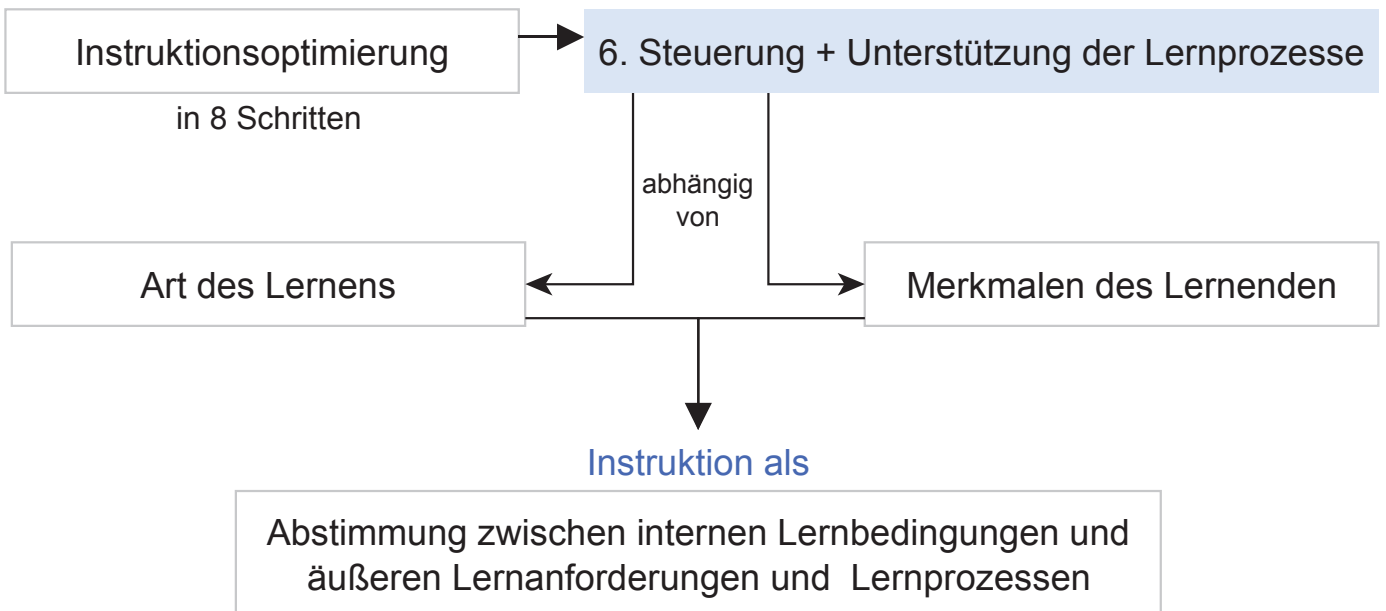 Instruktionsoptimierung
6. Steuerung + Unterstützung der Lernprozesse
in 8 Schritten
abhängig
von
Art des Lernens
Merkmalen des Lernenden
Instruktion als
Abstimmung zwischen internen Lernbedingungen und
äußeren Lernanforderungen und Lernprozessen